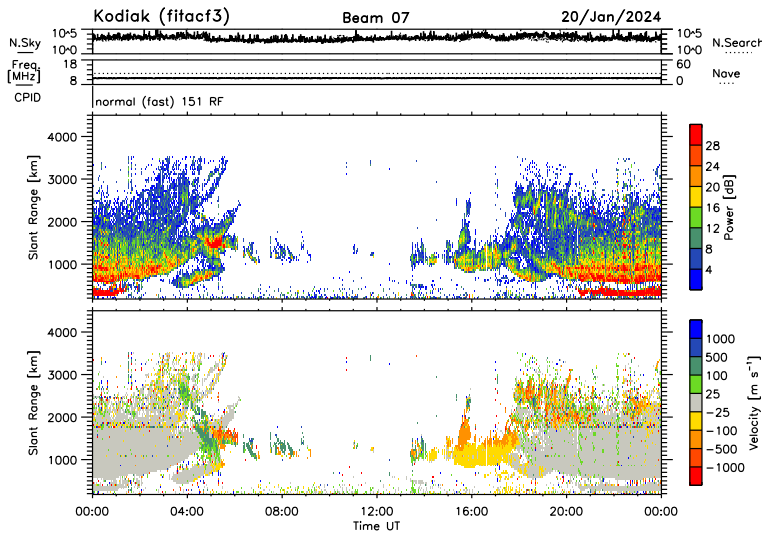 Kodiak (fitacf3) Beam 07 20/Jan/2024
N.Sky 10+5 10+0 10+5 10+0 N.Search
Freq. [MHz] 18 8 60 0 Nave
CPID normal (fast) 151 RF
Slant Range [km] 4000 3000 2000 1000
28 24 20 16 12 8 4 Power [dB]
Slant Range [km] 4000 3000 2000 1000
1000 500 100 25 −25 −100 −500 −1000 Velocity [m s⁻¹]
00:00 04:00 08:00 12:00 16:00 20:00 00:00
Time UT